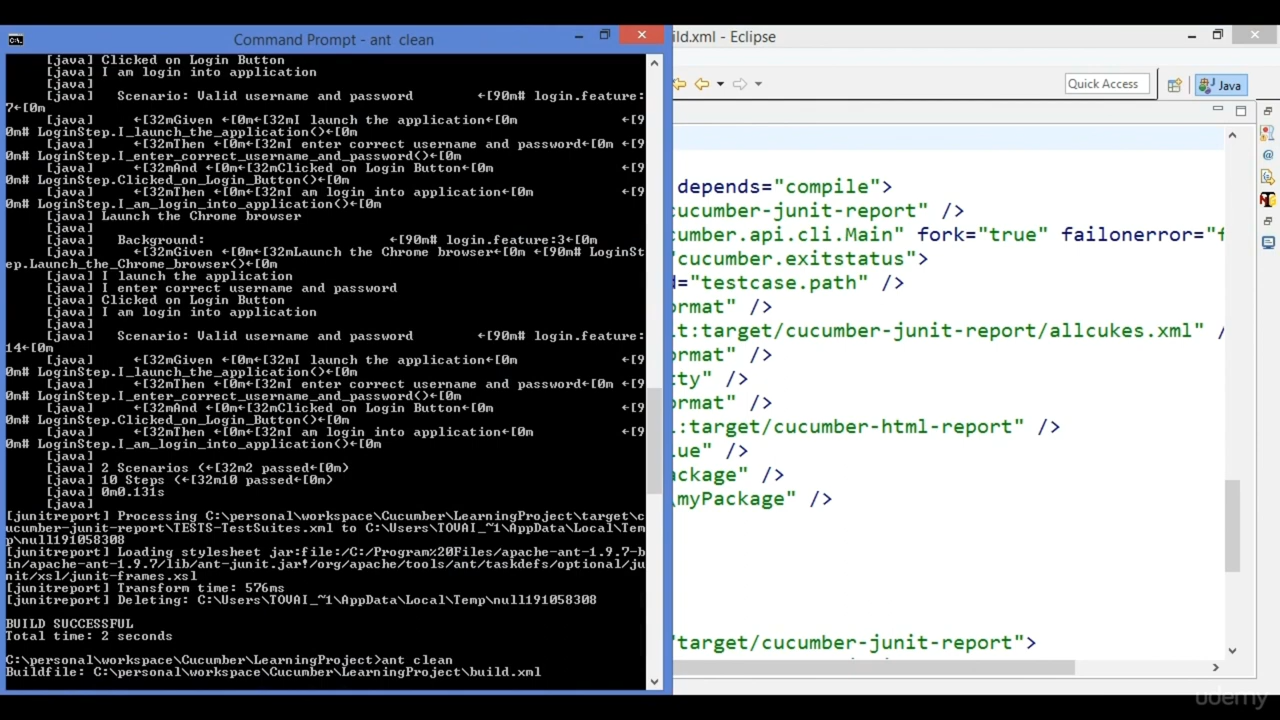 Command Prompt - ant clean
[java] Clicked on Login Button
[java] I am login into application
[java]
[java]   Scenario: Valid username and password        ←[90m# login.feature:
7←[0m
[java]     ←[32mGiven ←[0m←[32mI launch the application←[0m             ←[9
0m# LoginStep.I_launch_the_application()←[0m
[java]     ←[32mThen ←[0m←[32mI enter correct username and password←[0m ←[9
0m# LoginStep.I_enter_correct_username_and_password()←[0m
[java]     ←[32mAnd ←[0m←[32mClicked on Login Button←[0m                ←[9
0m# LoginStep.Clicked_on_Login_Button()←[0m
[java]     ←[32mThen ←[0m←[32mI am login into application←[0m           ←[9
0m# LoginStep.I_am_login_into_application()←[0m
[java] Launch the Chrome browser
[java]
[java]   Background:                       ←[90m# login.feature:3←[0m
[java]     ←[32mGiven ←[0m←[32mLaunch the Chrome browser←[0m ←[90m# LoginSt
ep.Launch_the_Chrome_browser()←[0m
[java] I launch the application
[java] I enter correct username and password
[java] Clicked on Login Button
[java] I am login into application
[java]
[java]   Scenario: Valid username and password        ←[90m# login.feature:
14←[0m
[java]     ←[32mGiven ←[0m←[32mI launch the application←[0m             ←[9
0m# LoginStep.I_launch_the_application()←[0m
[java]     ←[32mThen ←[0m←[32mI enter correct username and password←[0m ←[9
0m# LoginStep.I_enter_correct_username_and_password()←[0m
[java]     ←[32mAnd ←[0m←[32mClicked on Login Button←[0m                ←[9
0m# LoginStep.Clicked_on_Login_Button()←[0m
[java]     ←[32mThen ←[0m←[32mI am login into application←[0m           ←[9
0m# LoginStep.I_am_login_into_application()←[0m
[java]
[java] 2 Scenarios (←[32m2 passed←[0m)
[java] 10 Steps (←[32m10 passed←[0m)
[java] 0m0.131s
[java]
[junitreport] Processing C:\personal\workspace\Cucumber\LearningProject\target\c
ucumber-junit-report\TESTS-TestSuites.xml to C:\Users\TOVAI_~1\AppData\Local\Tem
p\null191058308
[junitreport] Loading stylesheet jar:file:/C:/Program%20Files/apache-ant-1.9.7-b
in/apache-ant-1.9.7/lib/ant-junit.jar!/org/apache/tools/ant/taskdefs/optional/ju
nit/xsl/junit-frames.xsl
[junitreport] Transform time: 576ms
[junitreport] Deleting: C:\Users\TOVAI_~1\AppData\Local\Temp\null191058308
BUILD SUCCESSFUL
Total time: 2 seconds
C:\personal\workspace\Cucumber\LearningProject>ant clean
Buildfile: C:\personal\workspace\Cucumber\LearningProject\build.xml
ild.xml - Eclipse
Quick Access
Java
depends="compile">
cucumber-junit-report" />
cumber.api.cli.Main" fork="true" failonerror="f
"cucumber.exitstatus">
d="testcase.path" />
ormat" />
it:target/cucumber-junit-report/allcukes.xml" /
ormat" />
tty" />
ormat" />
l:target/cucumber-html-report" />
lue" />
ackage" />
\myPackage" />
"target/cucumber-junit-report">
udemy